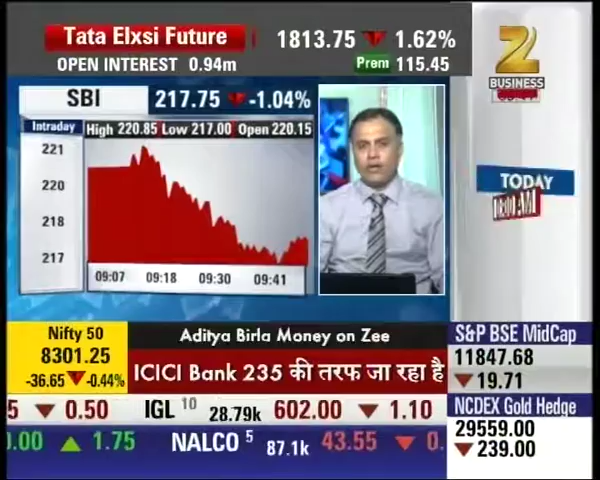 Tata Elxsi Future
1813.75 1.62%
OPEN INTEREST 0.94m
Prem 115.45
Z
BUSINESS
SBI 217.75 -1.04%
Intraday High 220.85 Low 217.00 Open 220.15
221
220
218
217
09:07 09:18 09:30 09:41
TODAY
Nifty 50
8301.25
-36.65 -0.44%
Aditya Birla Money on Zee
ICICI Bank 235 की तरफ जा रहा है
S&P BSE MidCap
11847.68
19.71
5 0.50 IGL 10 28.79k 602.00 1.10
NCDEX Gold Hedge
29559.00
239.00
0.00 1.75 NALCO 5 87.1k 43.55 0.